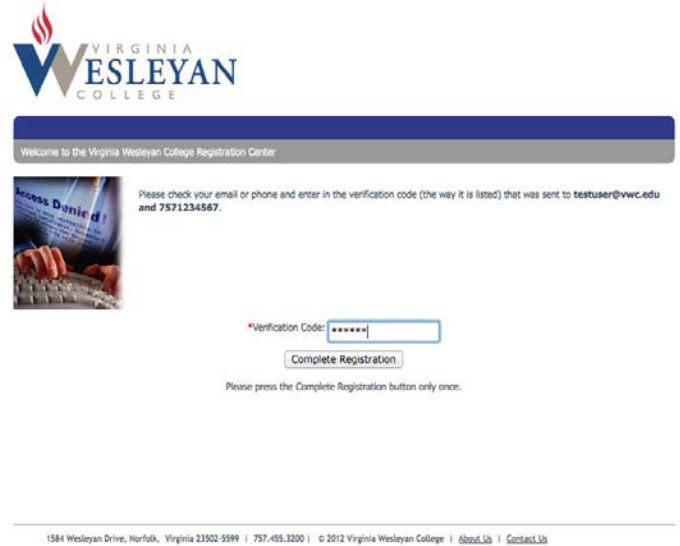 VIRGINIA
WESLEYAN
COLLEGE
Welcome to the Virginia Wesleyan College Registration Center
Access Denied!
Please check your email or phone and enter in the verification code (the way it is listed) that was sent to testuser@vwc.edu
and 7571234567.
*Verification Code: ******
Complete Registration
Please press the Complete Registration button only once.
1584 Wesleyan Drive, Norfolk, Virginia 23502-5599 | 757.455.3200 | © 2012 Virginia Wesleyan College | About Us | Contact Us